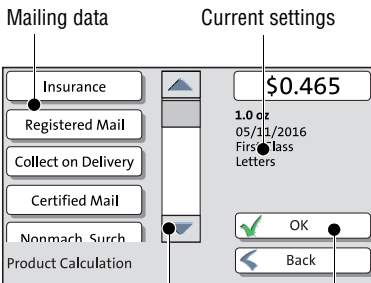 Mailing data
Current settings
Insurance
Registered Mail
Collect on Delivery
Certified Mail
Nonmach. Surch.
Product Calculation
$0.465
1.0 oz
05/11/2016
First Class
Letters
OK
Back